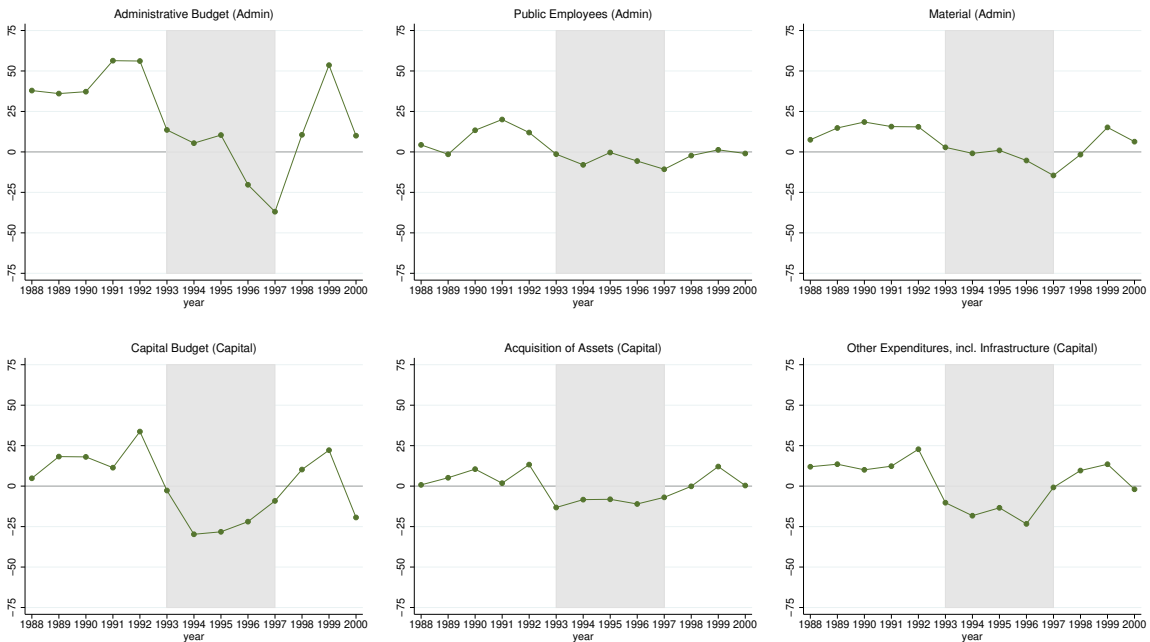 Administrative Budget (Admin)
75
50
25
0
−25
−50
−75
1988 1989 1990 1991 1992 1993 1994 1995 1996 1997 1998 1999 2000
year
Public Employees (Admin)
75
50
25
0
−25
−50
−75
1988 1989 1990 1991 1992 1993 1994 1995 1996 1997 1998 1999 2000
year
Material (Admin)
75
50
25
0
−25
−50
−75
1988 1989 1990 1991 1992 1993 1994 1995 1996 1997 1998 1999 2000
year
Capital Budget (Capital)
75
50
25
0
−25
−50
−75
1988 1989 1990 1991 1992 1993 1994 1995 1996 1997 1998 1999 2000
year
Acquisition of Assets (Capital)
75
50
25
0
−25
−50
−75
1988 1989 1990 1991 1992 1993 1994 1995 1996 1997 1998 1999 2000
year
Other Expenditures, incl. Infrastructure (Capital)
75
50
25
0
−25
−50
−75
1988 1989 1990 1991 1992 1993 1994 1995 1996 1997 1998 1999 2000
year